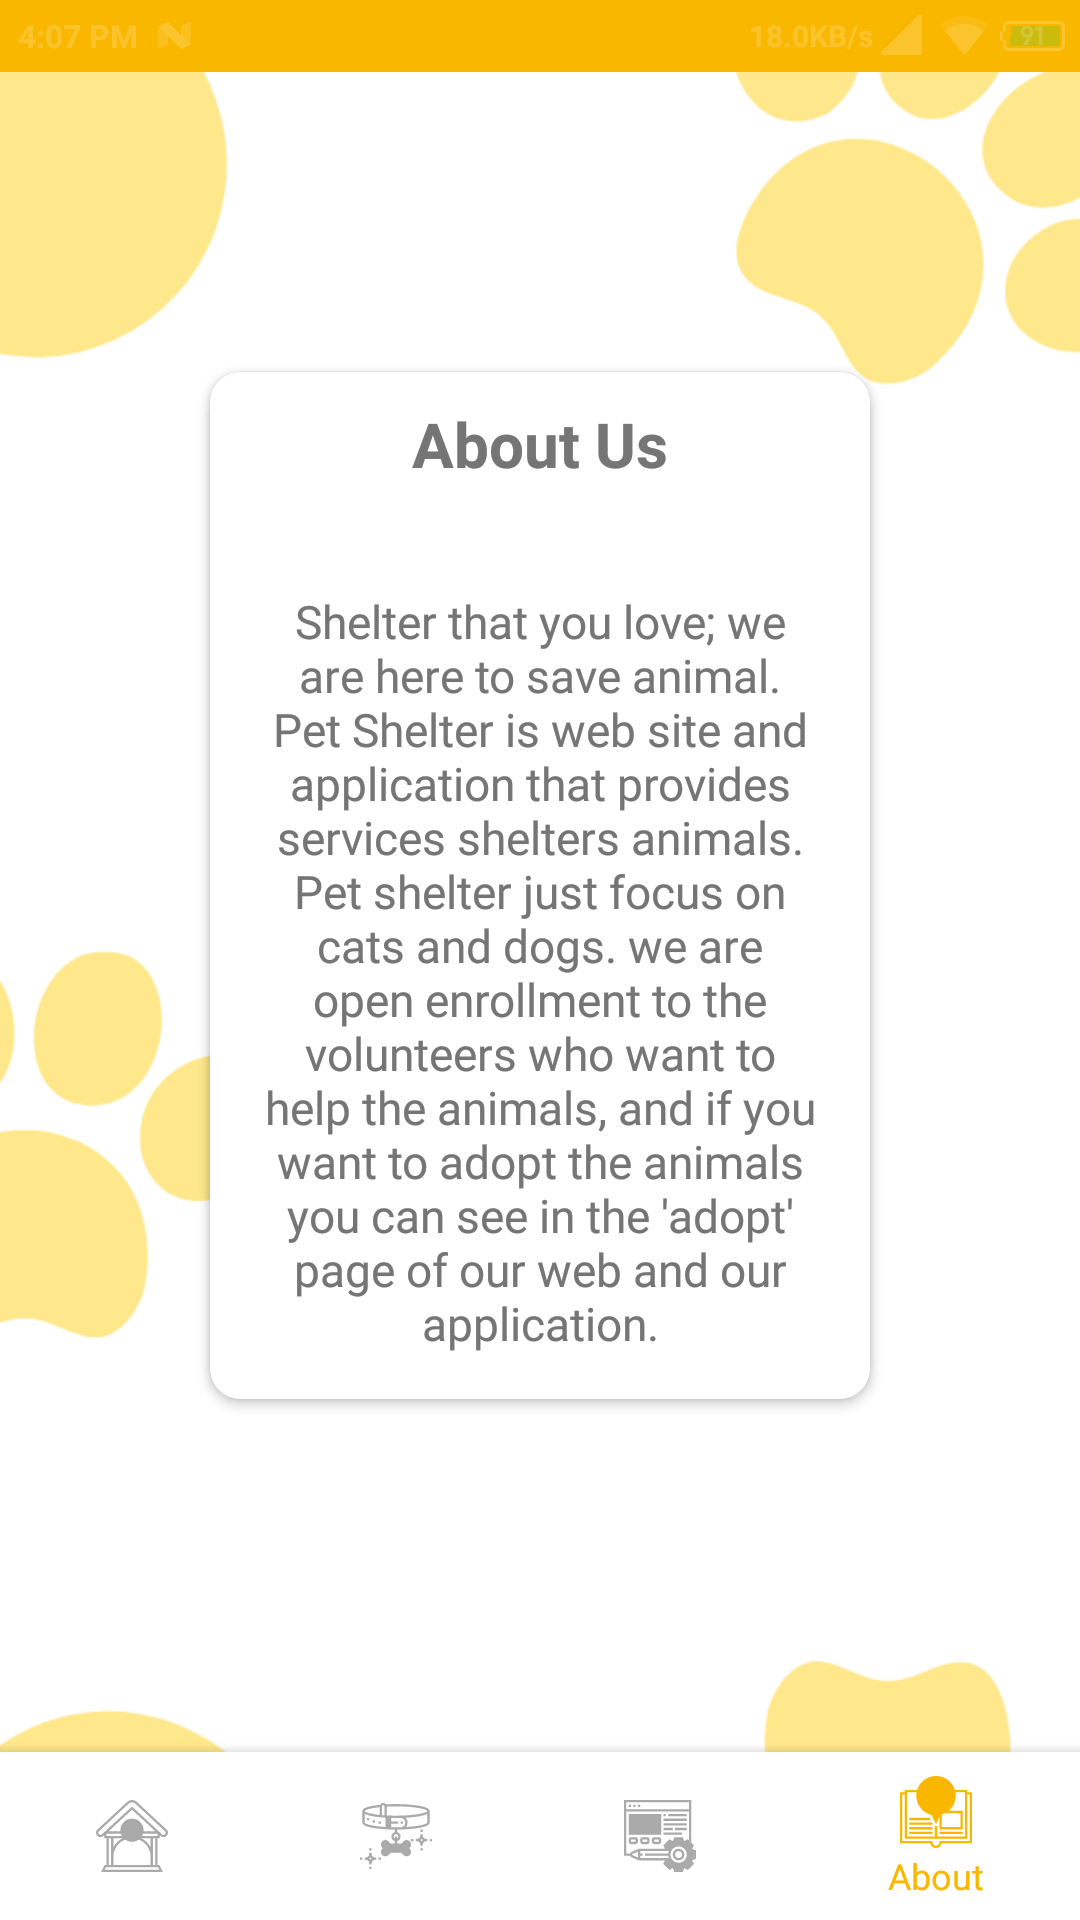 4:07 PM 18.0KB/s 91
About Us
Shelter that you love; we
are here to save animal.
Pet Shelter is web site and
application that provides
services shelters animals.
Pet shelter just focus on
cats and dogs. we are
open enrollment to the
volunteers who want to
help the animals, and if you
want to adopt the animals
you can see in the 'adopt'
page of our web and our
application.
About